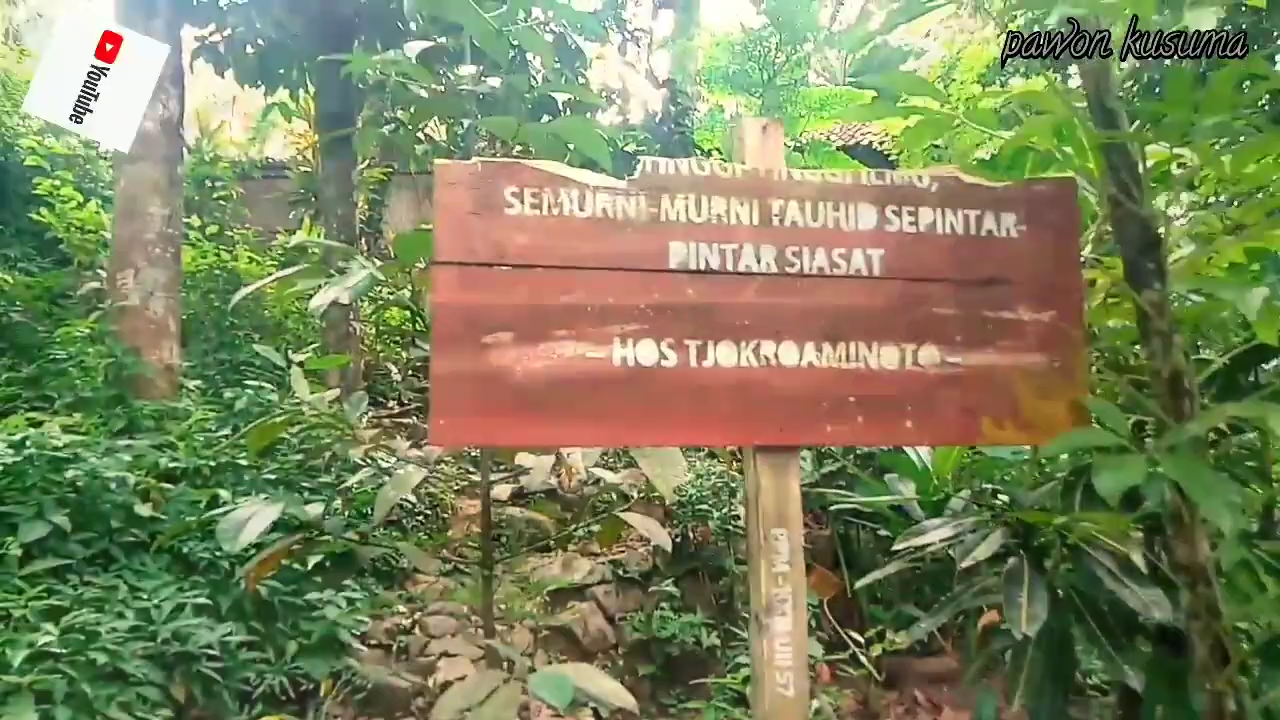 pawon kusuma
YouTube
SEMURNI-MURNI TAUHID SEPINTAR-
PINTAR SIASAT
– HOS TJOKROAMINOTO –